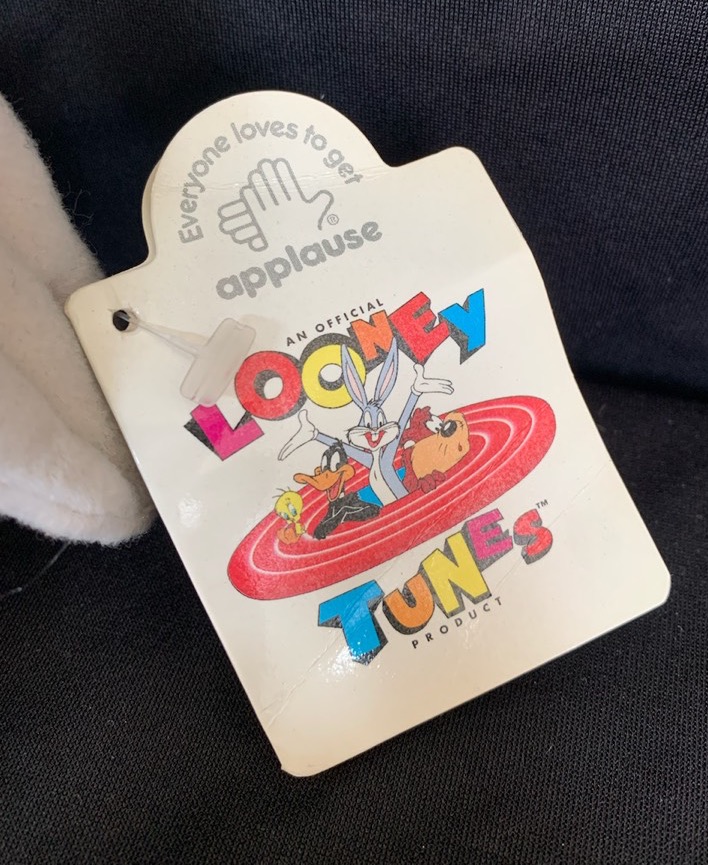 Everyone loves to get
®
applause
AN OFFICIAL
LOONEY
TUNES™
PRODUCT